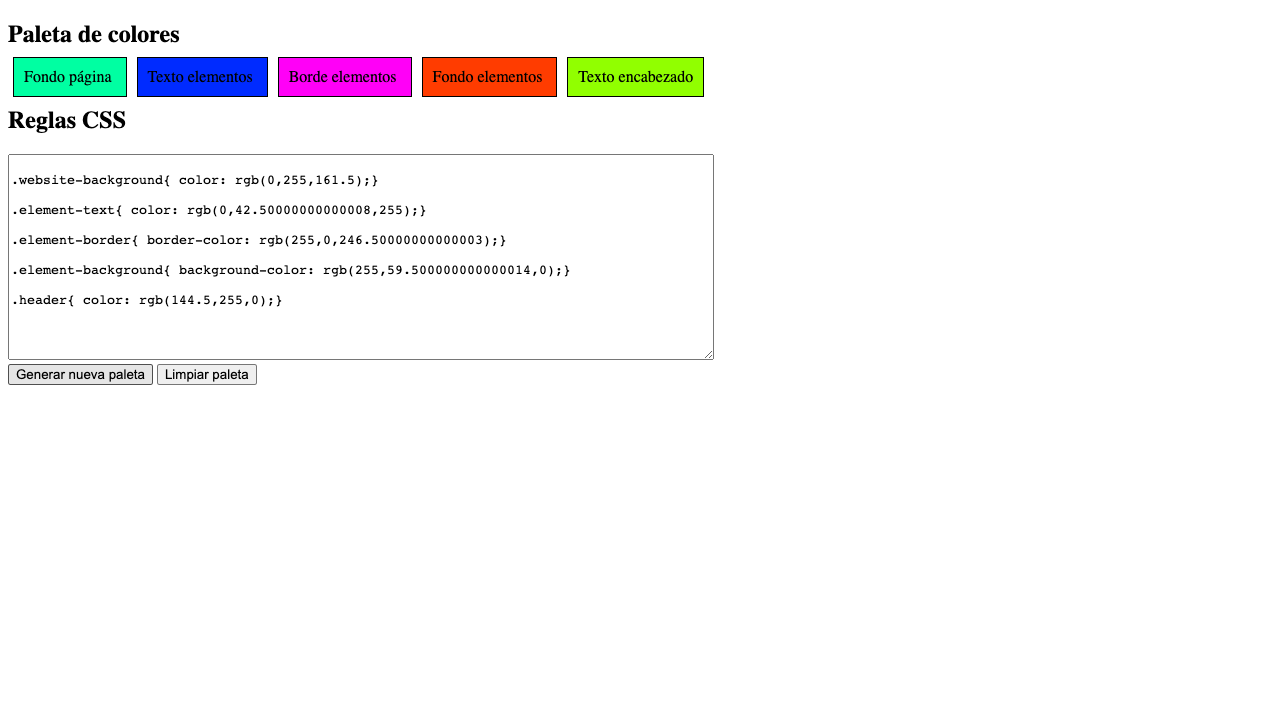 Paleta de colores
Fondo página Texto elementos Borde elementos Fondo elementos Texto encabezado
Reglas CSS
.website-background{ color: rgb(0,255,161.5);}
.element-text{ color: rgb(0,42.50000000000008,255);}
.element-border{ border-color: rgb(255,0,246.50000000000003);}
.element-background{ background-color: rgb(255,59.500000000000014,0);}
.header{ color: rgb(144.5,255,0);}
Generar nueva paleta Limpiar paleta